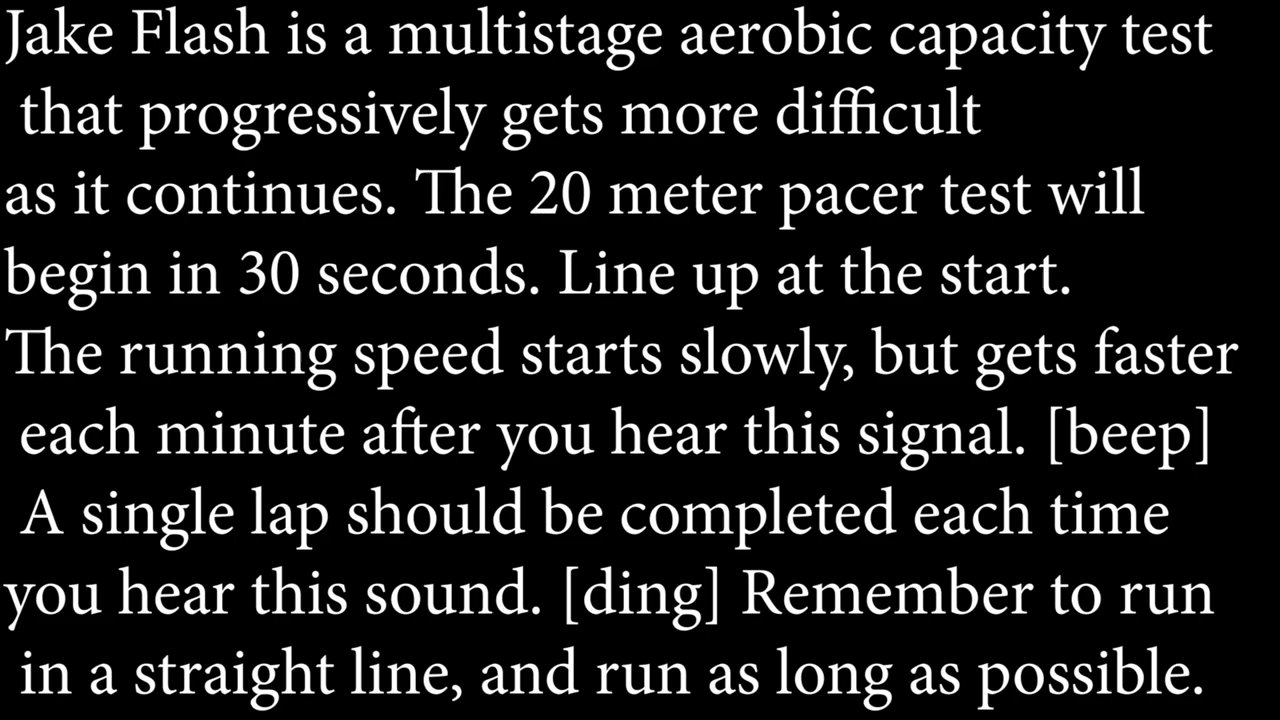 Jake Flash is a multistage aerobic capacity test
that progressively gets more difficult
as it continues. The 20 meter pacer test will
begin in 30 seconds. Line up at the start.
The running speed starts slowly, but gets faster
each minute after you hear this signal. [beep]
A single lap should be completed each time
you hear this sound. [ding] Remember to run
in a straight line, and run as long as possible.